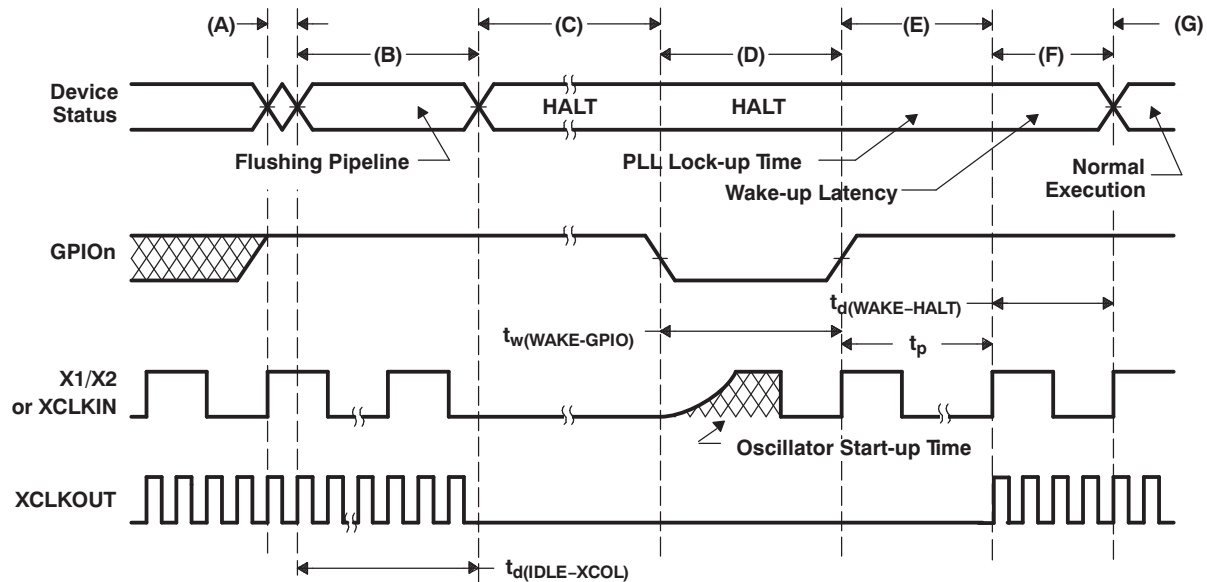 (A)
(C)
(E)
(G)
(B)
(D)
(F)
Device
Status
HALT
HALT
Flushing Pipeline
PLL Lock-up Time
Wake-up Latency
Normal
Execution
GPIOn
td(WAKE−HALT)
tw(WAKE-GPIO)
tp
X1/X2
or XCLKIN
Oscillator Start-up Time
XCLKOUT
td(IDLE−XCOL)